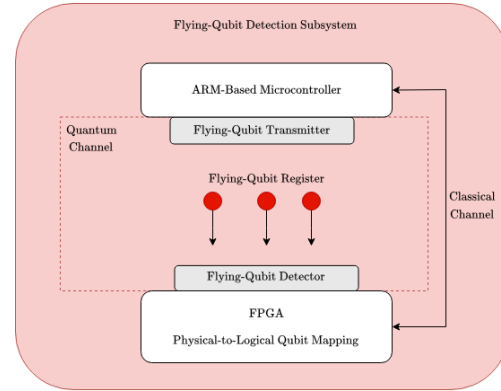 Flying-Qubit Detection Subsystem
ARM-Based Microcontroller
Flying-Qubit Transmitter
Quantum
Channel
Flying-Qubit Register
Classical
Channel
Flying-Qubit Detector
FPGA
Physical-to-Logical Qubit Mapping